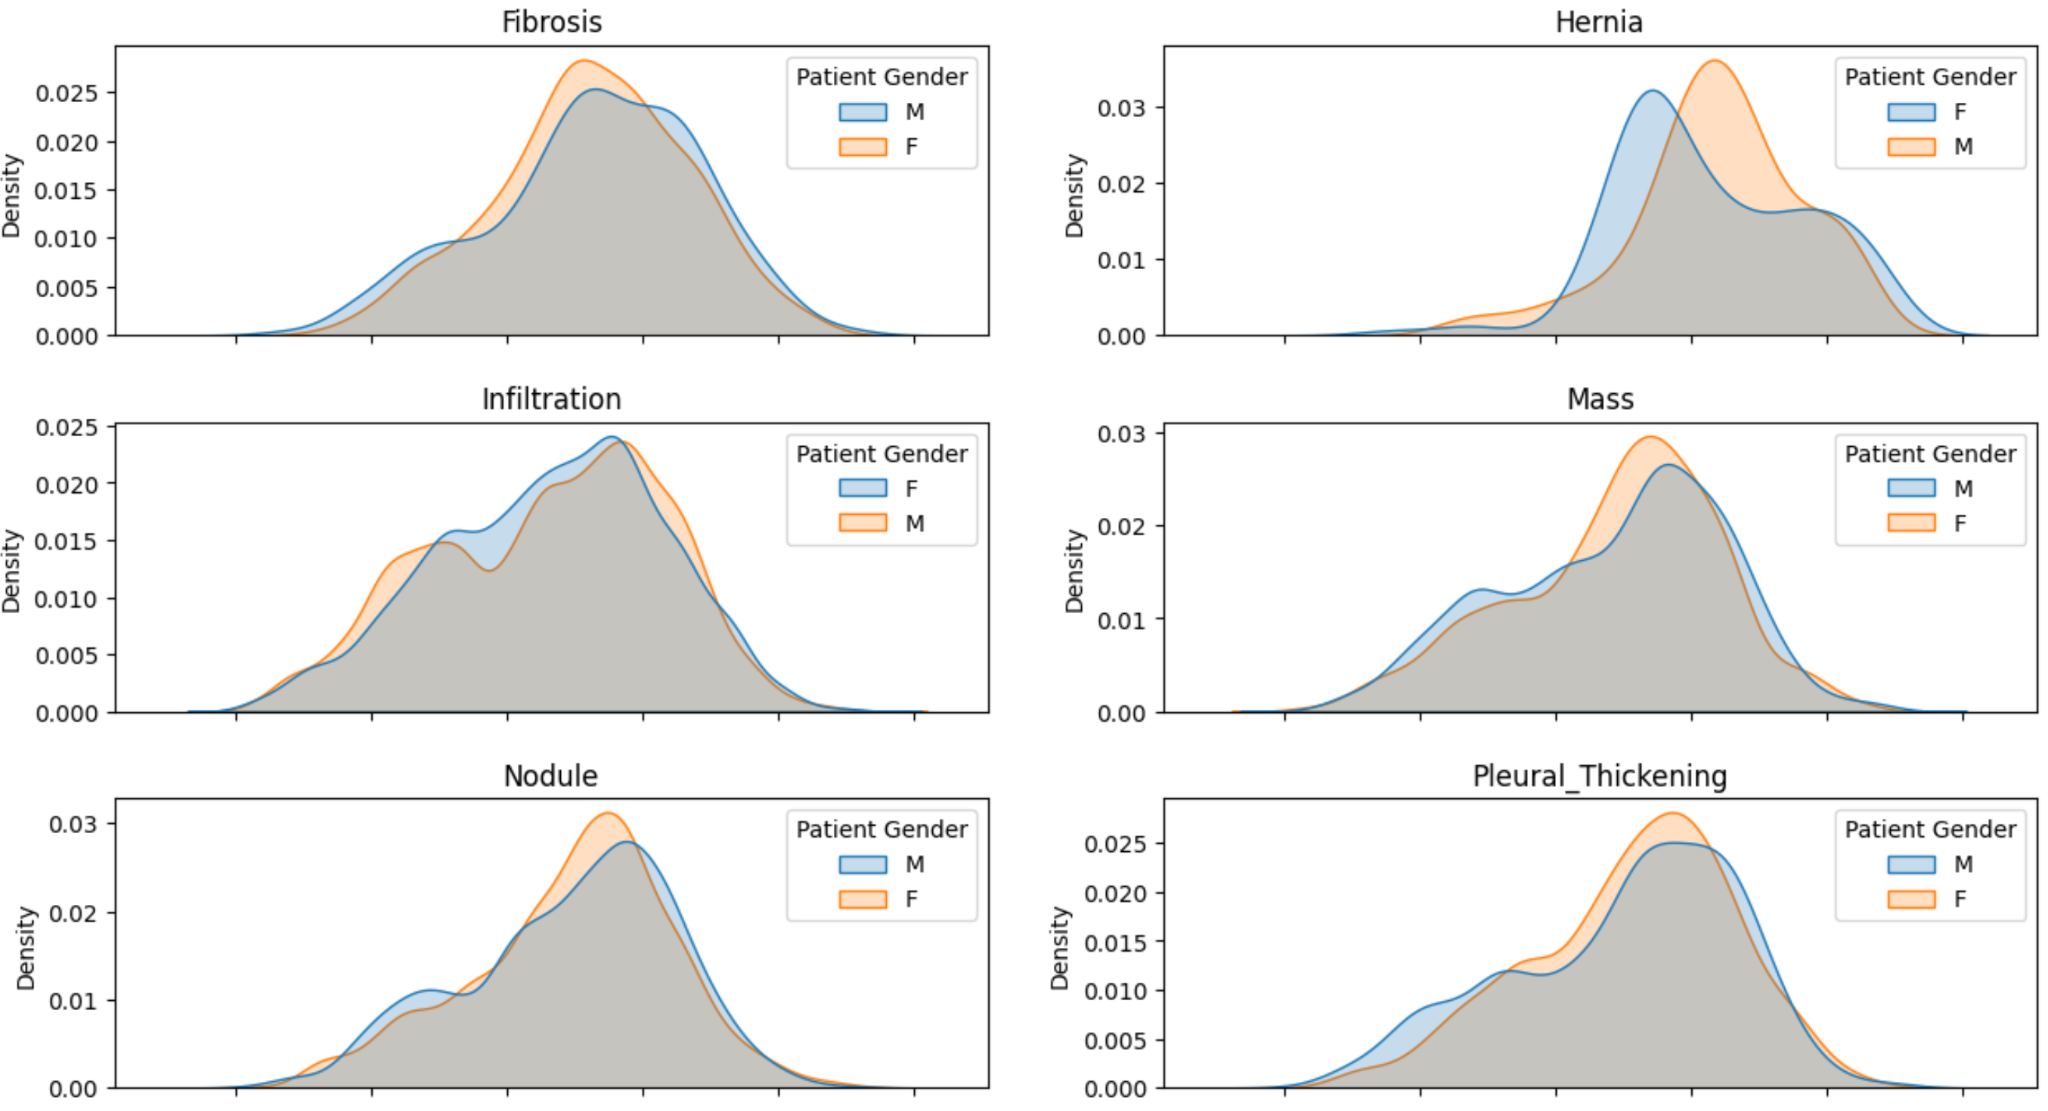 Fibrosis
Density
0.025
0.020
0.015
0.010
0.005
0.000
Patient Gender
M
F
Hernia
Density
0.03
0.02
0.01
0.00
Patient Gender
F
M
Infiltration
Density
0.025
0.020
0.015
0.010
0.005
0.000
Patient Gender
F
M
Mass
Density
0.03
0.02
0.01
0.00
Patient Gender
M
F
Nodule
Density
0.03
0.02
0.01
0.00
Patient Gender
M
F
Pleural_Thickening
Density
0.025
0.020
0.015
0.010
0.005
0.000
Patient Gender
M
F